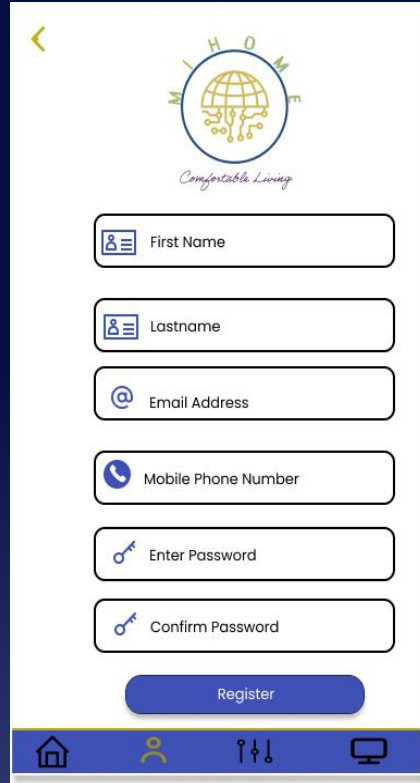 MIHOME
Comfortable Living
First Name
Lastname
Email Address
Mobile Phone Number
Enter Password
Confirm Password
Register